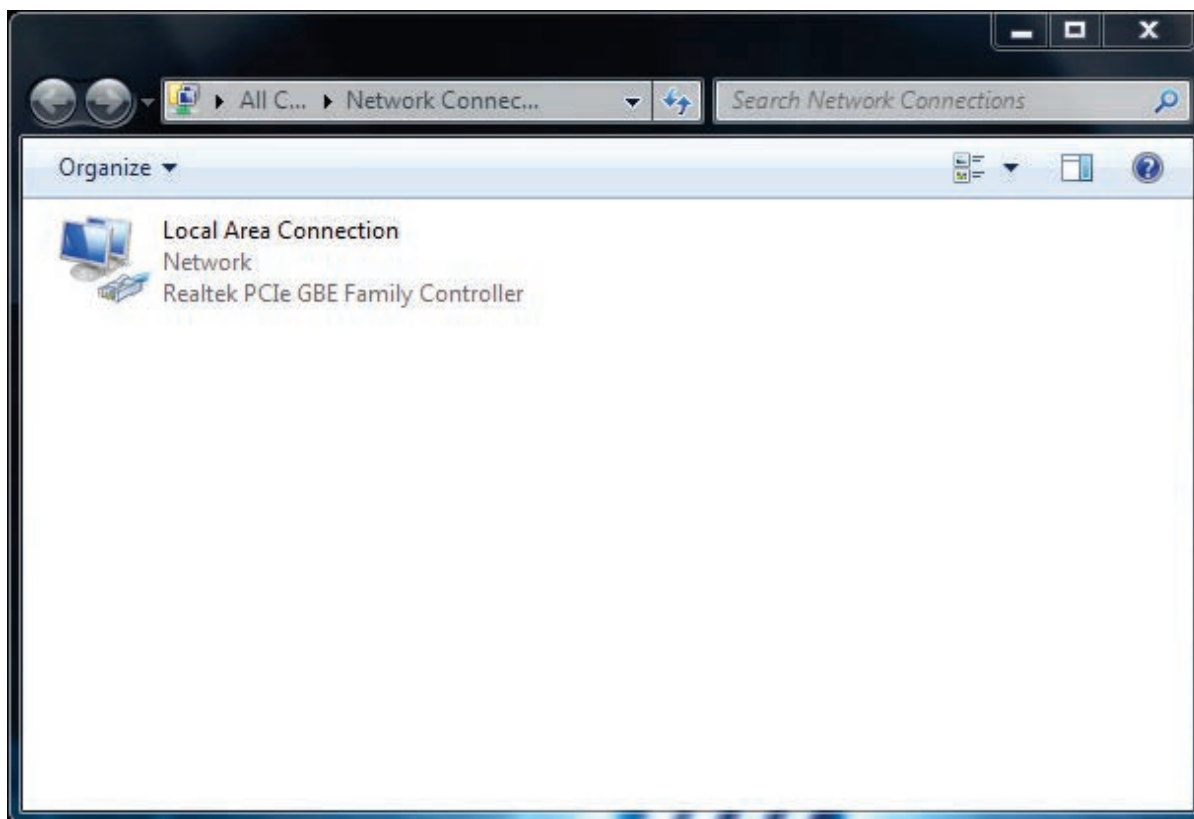 All C... Network Connec...
Search Network Connections
Organize
Local Area Connection
Network
Realtek PCIe GBE Family Controller